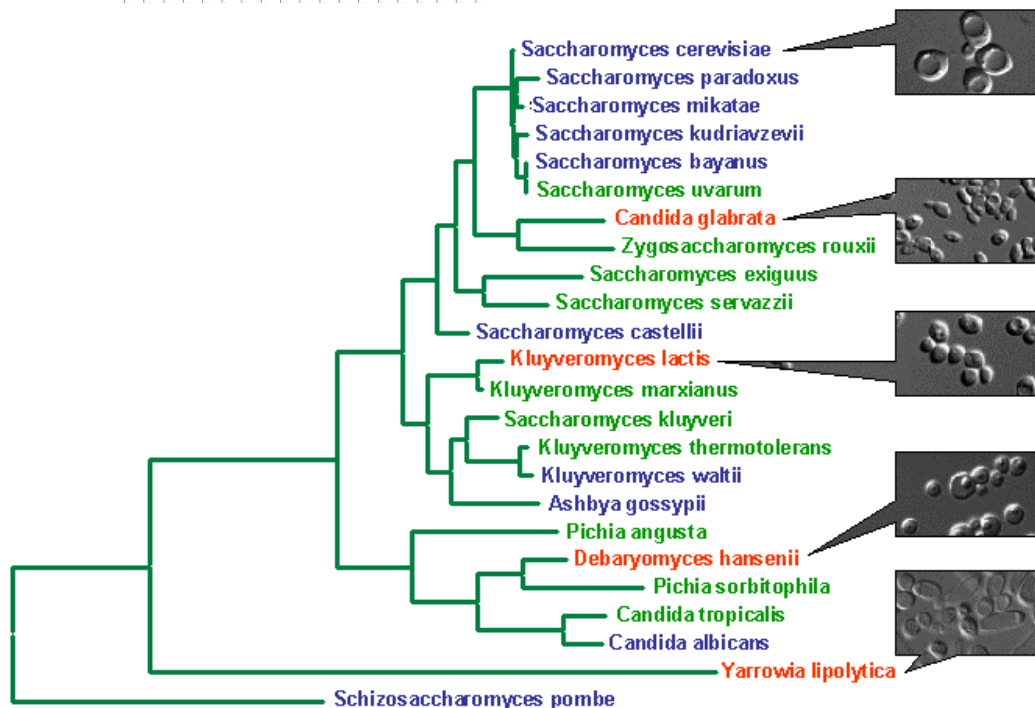 Saccharomyces cerevisiae
Saccharomyces paradoxus
Saccharomyces mikatae
Saccharomyces kudriavzevii
Saccharomyces bayanus
Saccharomyces uvarum
Candida glabrata
Zygosaccharomyces rouxii
Saccharomyces exiguus
Saccharomyces servazzii
Saccharomyces castellii
Kluyveromyces lactis
Kluyveromyces marxianus
Saccharomyces kluyveri
Kluyveromyces thermotolerans
Kluyveromyces waltii
Ashbya gossypii
Pichia angusta
Debaryomyces hansenii
Pichia sorbitophila
Candida tropicalis
Candida albicans
Yarrowia lipolytica
Schizosaccharomyces pombe